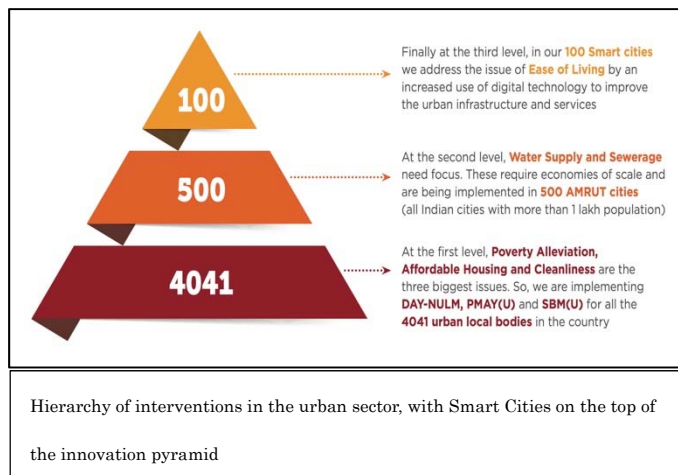 100
Finally at the third level, in our 100 Smart cities
we address the issue of Ease of Living by an
increased use of digital technology to improve
the urban infrastructure and services
500
At the second level, Water Supply and Sewerage
need focus. These require economies of scale and
are being implemented in 500 AMRUT cities
(all Indian cities with more than 1 lakh population)
4041
At the first level, Poverty Alleviation,
Affordable Housing and Cleanliness are the
three biggest issues. So, we are implementing
DAY-NULM, PMAY(U) and SBM(U) for all the
4041 urban local bodies in the country
Hierarchy of interventions in the urban sector, with Smart Cities on the top of
the innovation pyramid